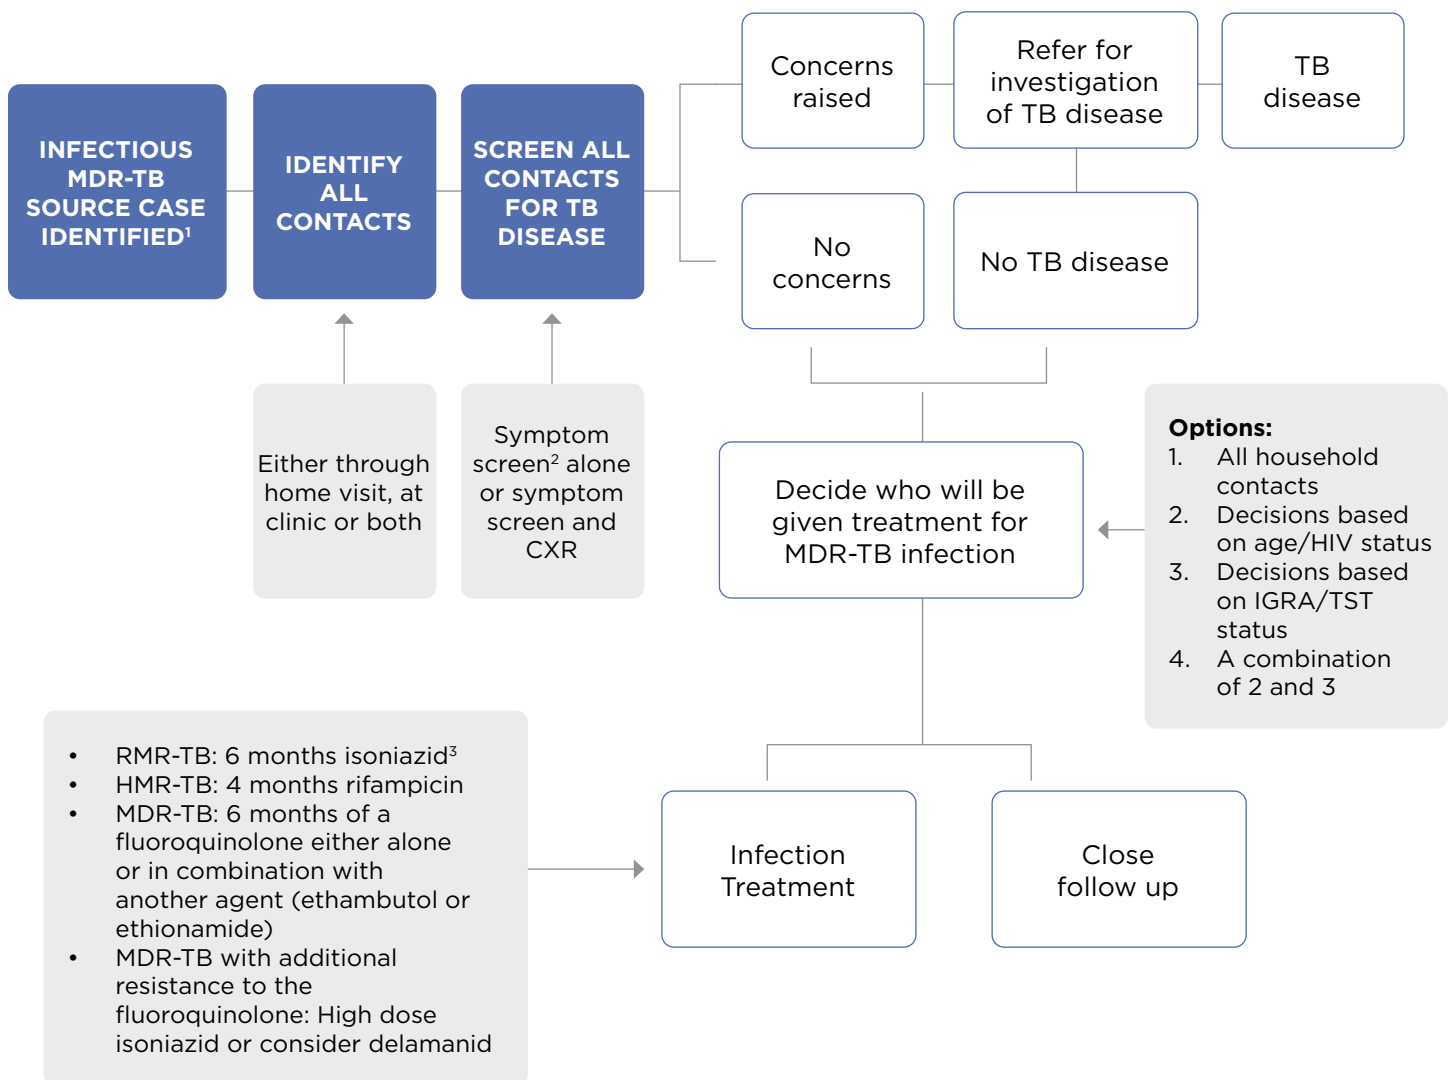 INFECTIOUS
MDR-TB
SOURCE CASE
IDENTIFIED¹
IDENTIFY
ALL
CONTACTS
SCREEN ALL
CONTACTS
FOR TB
DISEASE
Concerns
raised
Refer for
investigation
of TB disease
TB
disease
No
concerns
No TB disease
Either through
home visit, at
clinic or both
Symptom
screen² alone
or symptom
screen and
CXR
Decide who will be
given treatment for
MDR-TB infection
Options:
1. All household
contacts
2. Decisions based
on age/HIV status
3. Decisions based
on IGRA/TST
status
4. A combination
of 2 and 3
• RMR-TB: 6 months isoniazid³
• HMR-TB: 4 months rifampicin
• MDR-TB: 6 months of a
fluoroquinolone either alone
or in combination with
another agent (ethambutol or
ethionamide)
• MDR-TB with additional
resistance to the
fluoroquinolone: High dose
isoniazid or consider delamanid
Infection
Treatment
Close
follow up